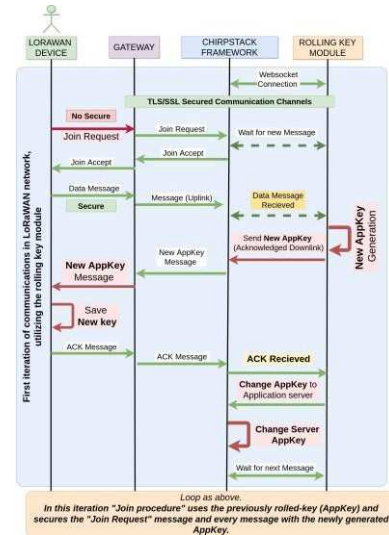 LORAWAN
DEVICE
GATEWAY
CHIRPSTACK
FRAMEWORK
ROLLING KEY
MODULE
Websocket
Connection
TLS/SSL Secured Communication Channels
No Secure
Join Request
Join Request
Wait for new Message
Join Accept
Join Accept
Data Message
Secure
Message (Uplink)
Data Message
Recieved
New AppKey
Generation
Send New AppKey
(Acknowledged Downlink)
New AppKey
Message
New AppKey
Message
Save
New key
ACK Message
ACK Message
ACK Recieved
Change AppKey to
Application server
Change Server
AppKey
Wait for next Message
First iteration of communications in LoRaWAN network,
utilizing the rolling key module
Loop as above.
In this iteration "Join procedure" uses the previously rolled-key (AppKey) and
secures the "Join Request" message and every message with the newly generated
AppKey.